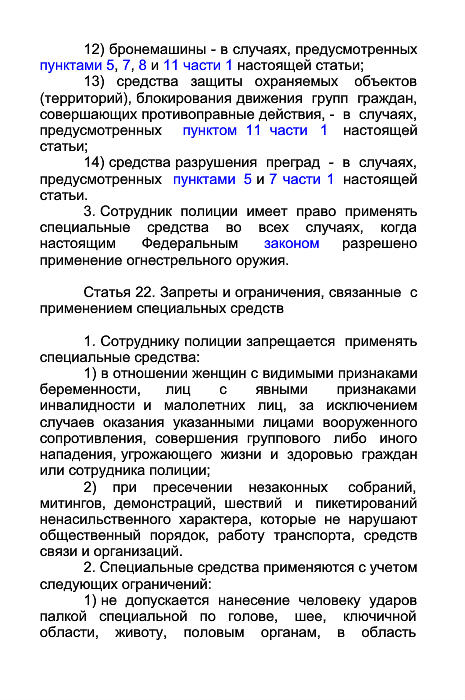 12) бронемашины - в случаях, предусмотренных
пунктами 5, 7, 8 и 11 части 1 настоящей статьи;
13) средства защиты охраняемых объектов
(территорий), блокирования движения групп граждан,
совершающих противоправные действия, - в случаях,
предусмотренных пунктом 11 части 1 настоящей
статьи;
14) средства разрушения преград - в случаях,
предусмотренных пунктами 5 и 7 части 1 настоящей
статьи.
3. Сотрудник полиции имеет право применять
специальные средства во всех случаях, когда
настоящим Федеральным законом разрешено
применение огнестрельного оружия.
Статья 22. Запреты и ограничения, связанные с
применением специальных средств
1. Сотруднику полиции запрещается применять
специальные средства:
1) в отношении женщин с видимыми признаками
беременности, лиц с явными признаками
инвалидности и малолетних лиц, за исключением
случаев оказания указанными лицами вооруженного
сопротивления, совершения группового либо иного
нападения, угрожающего жизни и здоровью граждан
или сотрудника полиции;
2) при пресечении незаконных собраний,
митингов, демонстраций, шествий и пикетирований
ненасильственного характера, которые не нарушают
общественный порядок, работу транспорта, средств
связи и организаций.
2. Специальные средства применяются с учетом
следующих ограничений:
1) не допускается нанесение человеку ударов
палкой специальной по голове, шее, ключичной
области, животу, половым органам, в область